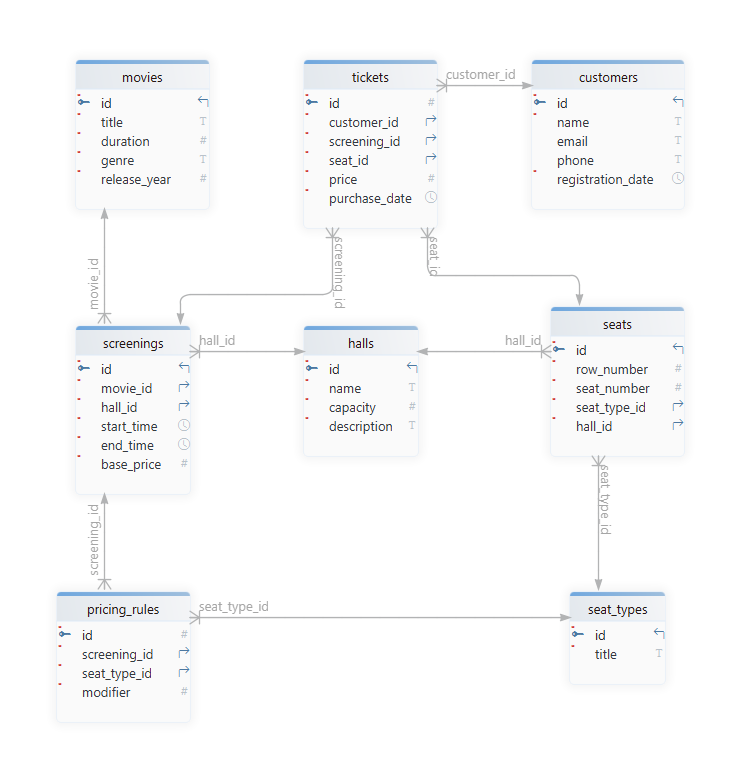 movies
id
title
duration #
genre T
release_year #
T
tickets
id #
customer_id
screening_id
seat_id
price #
purchase_date
customer_id
customers
id
name T
email T
phone T
registration_date
movie_id
screening_id
seat_id
screenings
id
movie_id
hall_id
start_time
end_time
base_price #
hall_id
halls
id
name T
capacity #
description T
hall_id
seats
id
row_number #
seat_number #
seat_type_id
hall_id
screening_id
seat_type_id
pricing_rules
id #
screening_id
seat_type_id
modifier #
seat_type_id
seat_types
id
title T